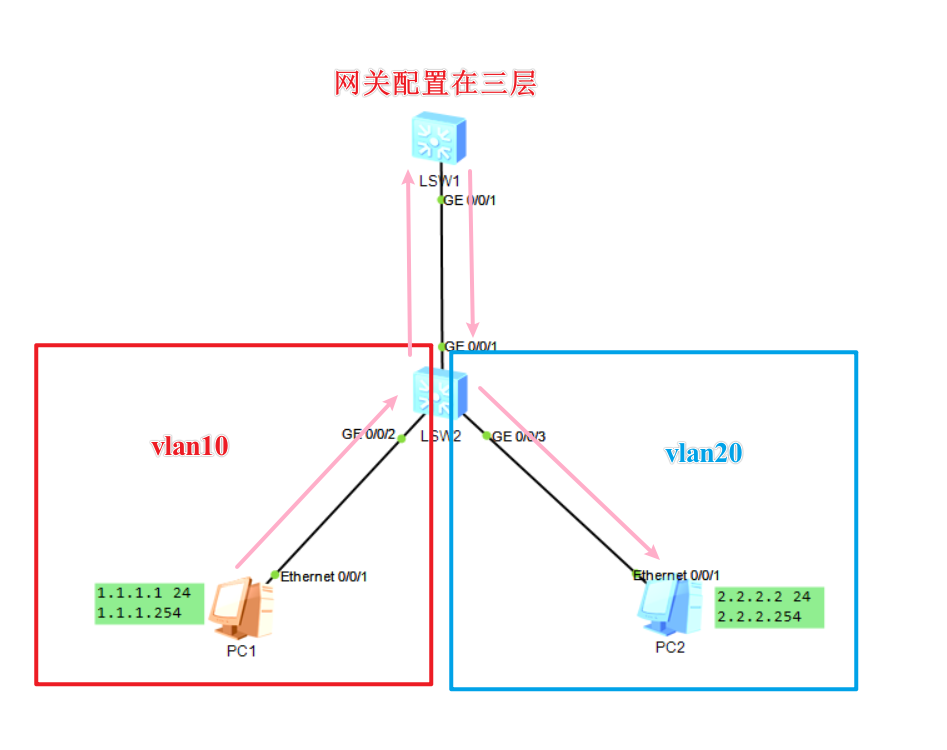 网关配置在三层
LSW1
GE 0/0/1
GE 0/0/1
GE 0/0/2
LSW2
GE 0/0/3
vlan10
vlan20
Ethernet 0/0/1
Ethernet 0/0/1
1.1.1.1 24
1.1.1.254
2.2.2.2 24
2.2.2.254
PC1
PC2